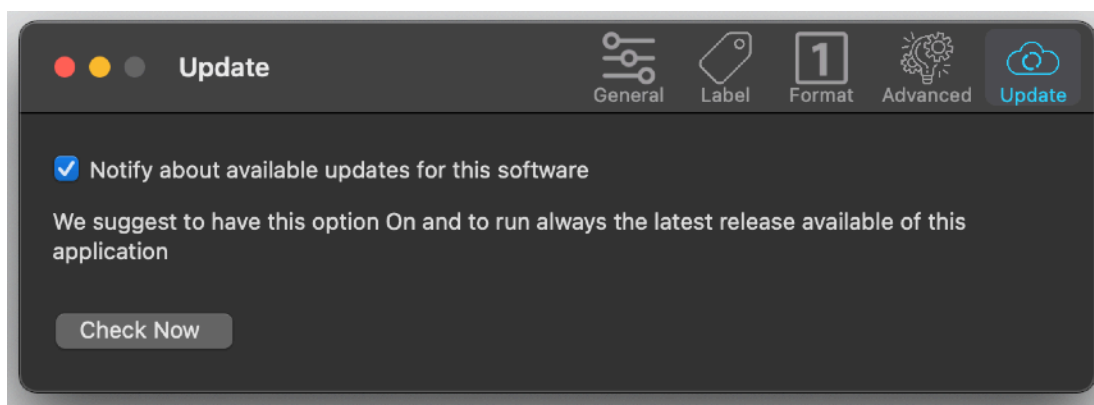 Update
General
Label
1
Format
Advanced
Update
Notify about available updates for this software
We suggest to have this option On and to run always the latest release available of this
application
Check Now